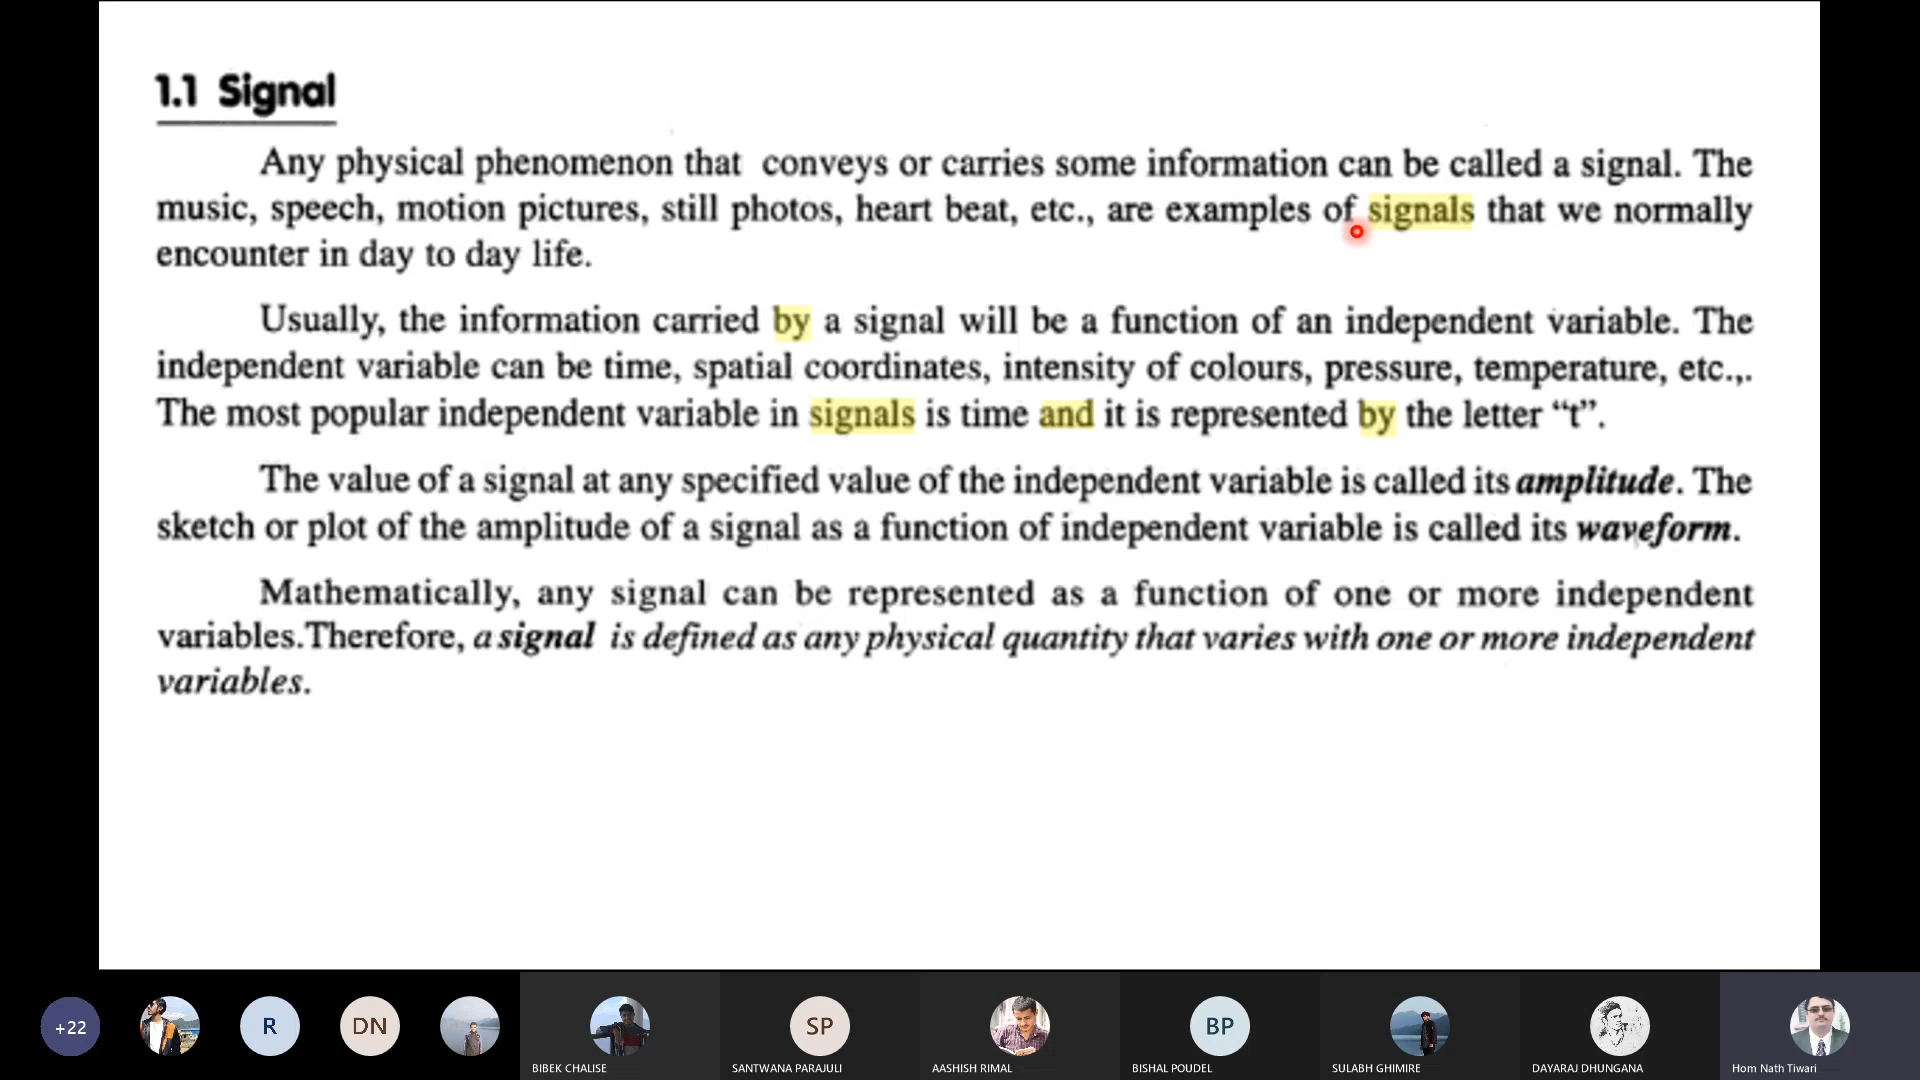 1.1 Signal
Any physical phenomenon that conveys or carries some information can be called a signal. The
music, speech, motion pictures, still photos, heart beat, etc., are examples of signals that we normally
encounter in day to day life.
Usually, the information carried by a signal will be a function of an independent variable. The
independent variable can be time, spatial coordinates, intensity of colours, pressure, temperature, etc.,.
The most popular independent variable in signals is time and it is represented by the letter “t”.
The value of a signal at any specified value of the independent variable is called its amplitude. The
sketch or plot of the amplitude of a signal as a function of independent variable is called its waveform.
Mathematically, any signal can be represented as a function of one or more independent
variables.Therefore, a signal is defined as any physical quantity that varies with one or more independent
variables.
+22
R
DN
SP
BP
BIBEK CHALISE
SANTWANA PARAJULI
AASHISH RIMAL
BISHAL POUDEL
SULABH GHIMIRE
DAYARAJ DHUNGANA
Hom Nath Tiwari